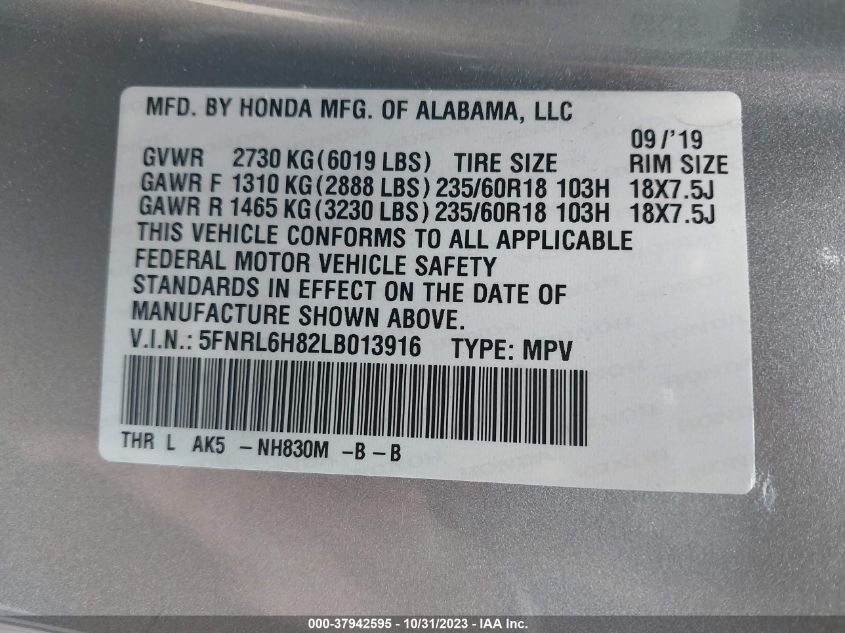 MFD. BY HONDA MFG. OF ALABAMA, LLC
09/'19
GVWR 2730 KG(6019 LBS) TIRE SIZE RIM SIZE
GAWR F 1310 KG(2888 LBS) 235/60R18 103H 18X7.5J
GAWR R 1465 KG(3230 LBS) 235/60R18 103H 18X7.5J
THIS VEHICLE CONFORMS TO ALL APPLICABLE
FEDERAL MOTOR VEHICLE SAFETY
STANDARDS IN EFFECT ON THE DATE OF
MANUFACTURE SHOWN ABOVE.
V.I.N.: 5FNRL6H82LB013916 TYPE: MPV
THR L AK5 -NH830M -B-B
000-37942595 - 10/31/2023 - IAA Inc.